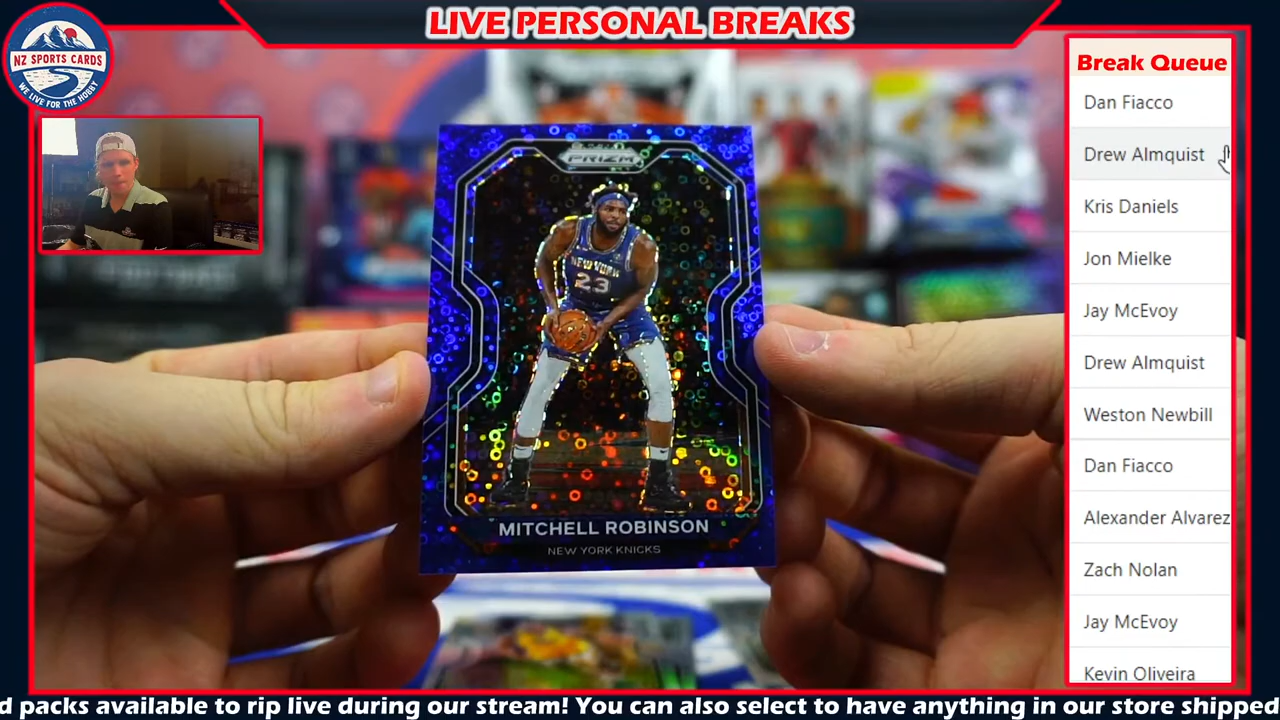 LIVE PERSONAL BREAKS
NZ SPORTS CARDS
WE LIVE FOR THE HOBBY
Break Queue
Dan Fiacco
Drew Almquist
Kris Daniels
Jon Mielke
Jay McEvoy
Drew Almquist
Weston Newbill
Dan Fiacco
Alexander Alvarez
Zach Nolan
Jay McEvoy
Kevin Oliveira
PRIZM
NEW YORK
23
MITCHELL ROBINSON
NEW YORK KNICKS
d packs available to rip live during our stream! You can also select to have anything in our store shipped